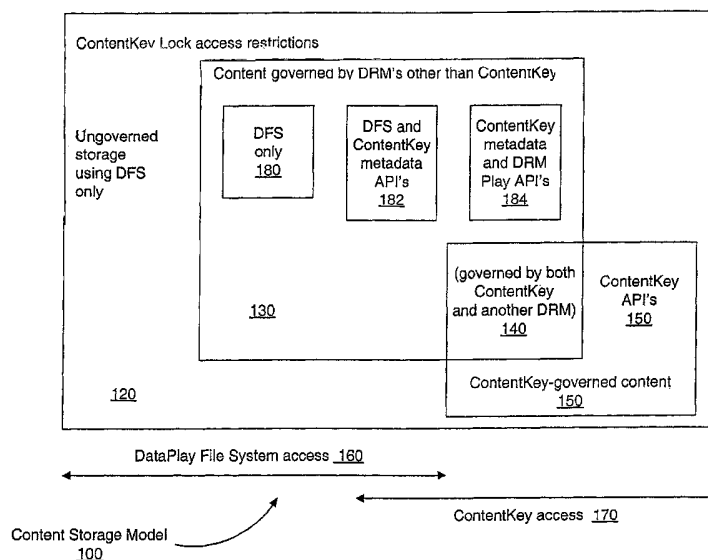 ContentKev Lock access restrictions
Content governed by DRM's other than ContentKey
Ungoverned
storage
using DFS
only
DFS
only
180
DFS and
ContentKey
metadata
API's
182
ContentKey
metadata
and DRM
Play API's
184
(governed by both
ContentKey
and another DRM)
140
ContentKey
API's
150
130
ContentKey-governed content
150
120
DataPlay File System access 160
ContentKey access 170
Content Storage Model
100